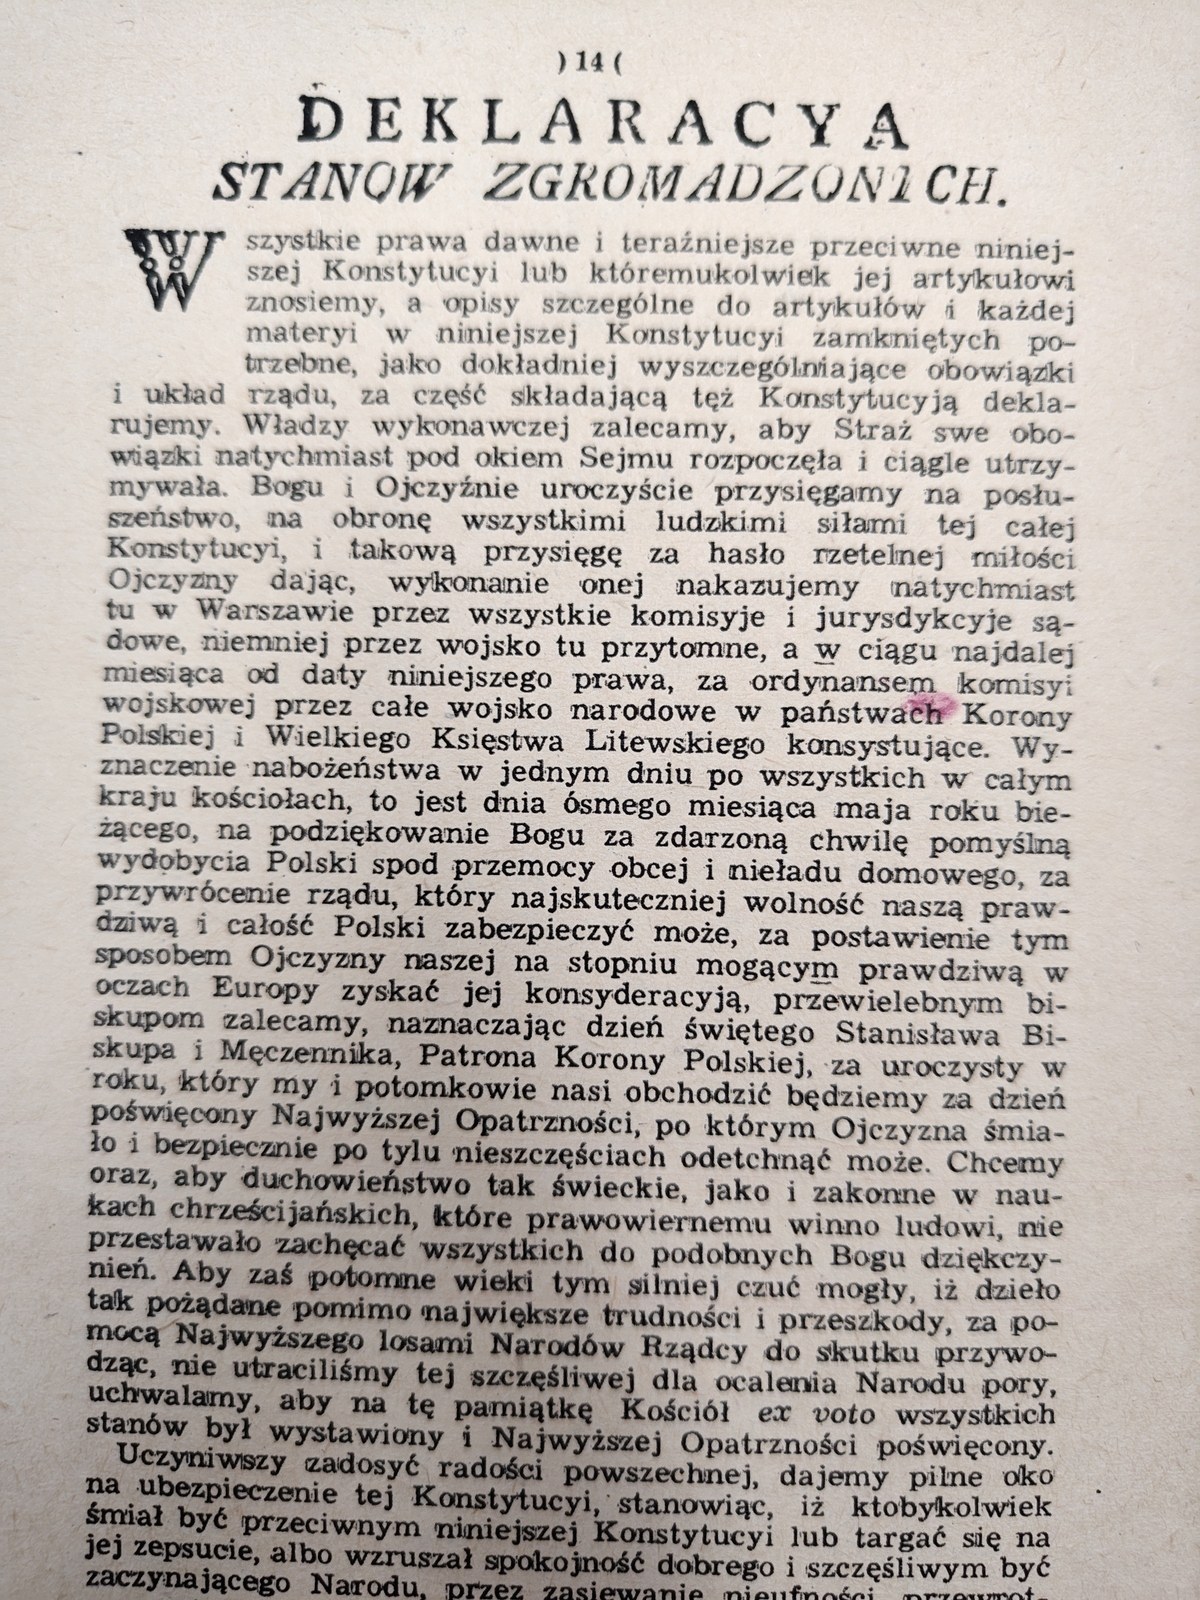 ) 14 (
DEKLARACYA
STANOW ZGROMADZONYCH.
Wszystkie prawa dawne i teraźniejsze przeciwne niniej-
szej Konstytucyi lub któremukolwiek jej artykułowi
znosiemy, a opisy szczególne do artykułów i każdej
materyi w niniejszej Konstytucyi zamkniętych po-
trzebne, jako dokładniej wyszczególniające obowiązki
i układ rządu, za część składającą tęż Konstytucyją dekla-
rujemy. Władzy wykonawczej zalecamy, aby Straż swe obo-
wiązki natychmiast pod okiem Sejmu rozpoczęła i ciągle utrzy-
mywała. Bogu i Ojczyźnie uroczyście przysięgamy na posłu-
szeństwo, na obronę wszystkimi ludzkimi siłami tej całej
Konstytucyi, i takową przysięgę za hasło rzetelnej miłości
Ojczyzny dając, wykonanie onej nakazujemy natychmiast
tu w Warszawie przez wszystkie komisyje i jurysdykcyje są-
dowe, niemniej przez wojsko tu przytomne, a w ciągu najdalej
miesiąca od daty niniejszego prawa, za ordynansem komisyi
wojskowej przez całe wojsko narodowe w państwach Korony
Polskiej i Wielkiego Księstwa Litewskiego konsystujące. Wy-
znaczenie nabożeństwa w jednym dniu po wszystkich w całym
kraju kościołach, to jest dnia ósmego miesiąca maja roku bie-
żącego, na podziękowanie Bogu za zdarzoną chwilę pomyślną
wydobycia Polski spod przemocy obcej i nieładu domowego, za
przywrócenie rządu, który najskuteczniej wolność naszą praw-
dziwą i całość Polski zabezpieczyć może, za postawienie tym
sposobem Ojczyzny naszej na stopniu mogącym prawdziwą w
oczach Europy zyskać jej konsyderacyją, przewielebnym bi-
skupom zalecamy, naznaczając dzień świętego Stanisława Bi-
skupa i Męczennika, Patrona Korony Polskiej, za uroczysty w
roku, który my i potomkowie nasi obchodzić będziemy za dzień
poświęcony Najwyższej Opatrzności, po którym Ojczyzna śmia-
ło i bezpiecznie po tylu nieszczęściach odetchnąć może. Chcemy
oraz, aby duchowieństwo tak świeckie, jako i zakonne w nau-
kach chrześcijańskich, które prawowiernemu winno ludowi, nie
przestawało zachęcać wszystkich do podobnych Bogu dziękczy-
nień. Aby zaś potomne wieki tym silniej czuć mogły, iż dzieło
tak pożądane pomimo największe trudności i przeszkody, za po-
mocą Najwyższego losami Narodów Rządcy do skutku przywo-
dząc, nie utraciliśmy tej szczęśliwej dla ocalenia Narodu pory,
uchwalamy, aby na tę pamiątkę Kościół ex voto wszystkich
stanów był wystawiony i Najwyższej Opatrzności poświęcony.
Uczyniwszy zadosyć radości powszechnej, dajemy pilne oko
na ubezpieczenie tej Konstytucyi, stanowiąc, iż ktobykolwiek
śmiał być przeciwnym niniejszej Konstytucyi lub targać się na
jej zepsucie, albo wzruszał spokojność dobrego i szczęśliwym być
zaczynającego Narodu, przez zasiewanie nieufności, przewrot-